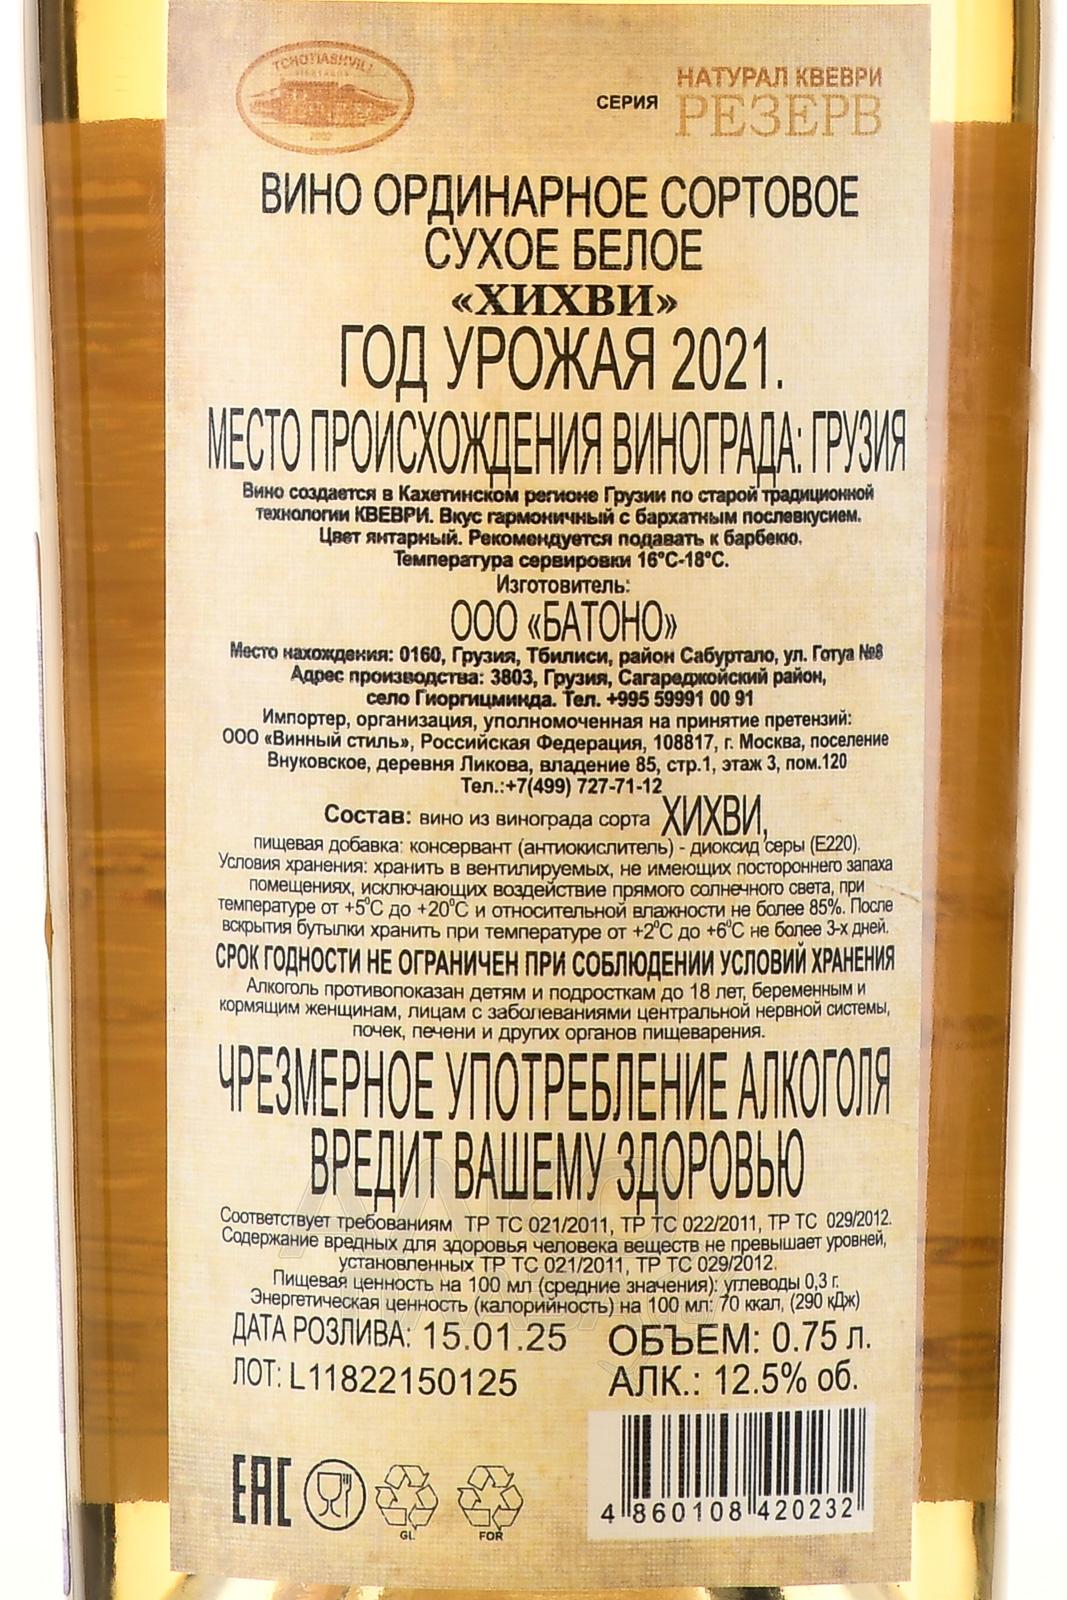 TCHOTIASHVILI
VINEYARDS
2002
НАТУРАЛ КВЕВРИ
СЕРИЯ РЕЗЕРВ
ВИНО ОРДИНАРНОЕ СОРТОВОЕ
СУХОЕ БЕЛОЕ
«ХИХВИ»
ГОД УРОЖАЯ 2021.
МЕСТО ПРОИСХОЖДЕНИЯ ВИНОГРАДА: ГРУЗИЯ
Вино создается в Кахетинском регионе Грузии по старой традиционной
технологии КВЕВРИ. Вкус гармоничный с бархатным послевкусием.
Цвет янтарный. Рекомендуется подавать к барбекю.
Температура сервировки 16°С-18°С.
Изготовитель:
ООО «БАТОНО»
Место нахождения: 0160, Грузия, Тбилиси, район Сабуртало, ул. Готуа №8
Адрес производства: 3803, Грузия, Сагареджойский район,
село Гиоргицминда. Тел. +995 59991 00 91
Импортер, организация, уполномоченная на принятие претензий:
ООО «Винный стиль», Российская Федерация, 108817, г. Москва, поселение
Внуковское, деревня Ликова, владение 85, стр.1, этаж 3, пом.120
Тел.:+7(499) 727-71-12
Состав: вино из винограда сорта ХИХВИ,
пищевая добавка: консервант (антиокислитель) - диоксид серы (Е220).
Условия хранения: хранить в вентилируемых, не имеющих постороннего запаха
помещениях, исключающих воздействие прямого солнечного света, при
температуре от +5°С до +20°С и относительной влажности не более 85%. После
вскрытия бутылки хранить при температуре от +2°С до +6°С не более 3-х дней.
СРОК ГОДНОСТИ НЕ ОГРАНИЧЕН ПРИ СОБЛЮДЕНИИ УСЛОВИЙ ХРАНЕНИЯ
Алкоголь противопоказан детям и подросткам до 18 лет, беременным и
кормящим женщинам, лицам с заболеваниями центральной нервной системы,
почек, печени и других органов пищеварения.
ЧРЕЗМЕРНОЕ УПОТРЕБЛЕНИЕ АЛКОГОЛЯ
ВРЕДИТ ВАШЕМУ ЗДОРОВЬЮ
Соответствует требованиям ТР ТС 021/2011, ТР ТС 022/2011, ТР ТС 029/2012.
Содержание вредных для здоровья человека веществ не превышает уровней,
установленных ТР ТС 021/2011, ТР ТС 029/2012.
Пищевая ценность на 100 мл (средние значения): углеводы 0,3 г.
Энергетическая ценность (калорийность) на 100 мл: 70 ккал, (290 кДж)
ДАТА РОЗЛИВА: 15.01.25 ОБЪЕМ: 0.75 л.
ЛОТ: L11822150125 АЛК.: 12.5% об.
EAC
GL FOR
4 860108 420232